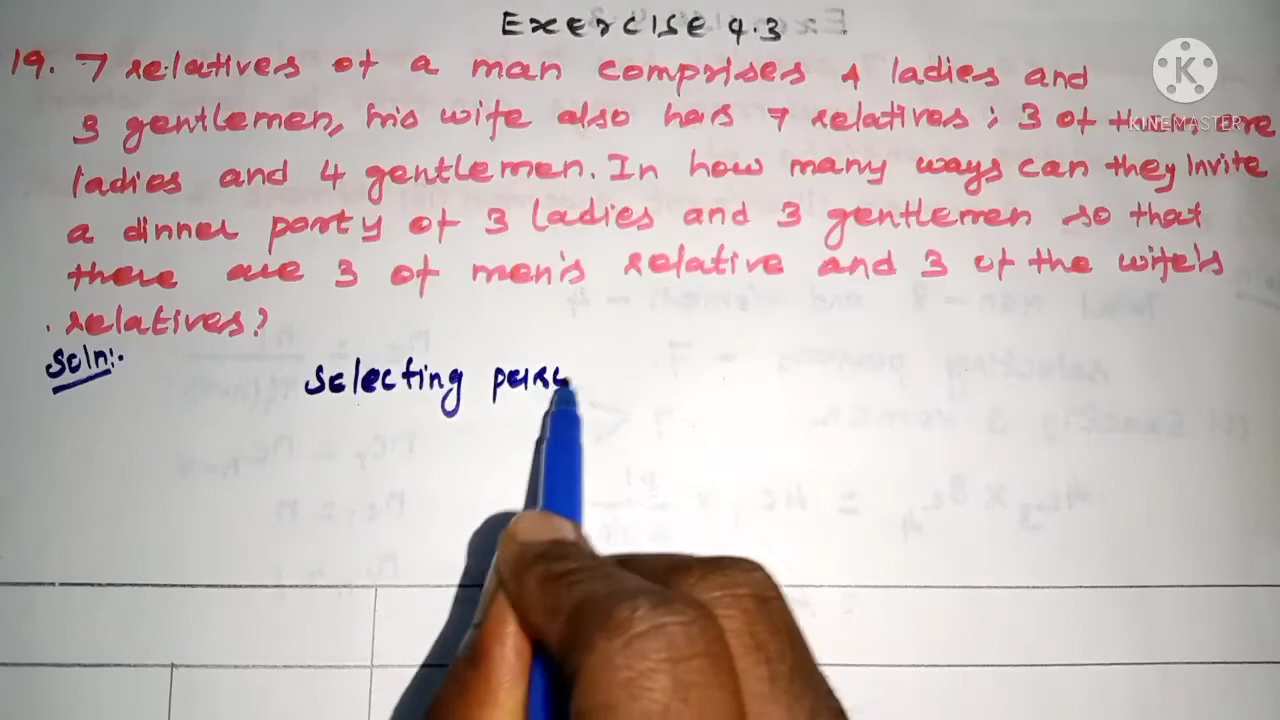 Exercise 4.3
19. 7 relatives of a man comprises 4 ladies and
3 gentlemen, his wife also has 7 relatives; 3 of them are
ladies and 4 gentlemen. In how many ways can they invite
a dinner party of 3 ladies and 3 gentlemen so that
there are 3 of men's relative and 3 of the wife's
relatives?
Soln:
Selecting perso
K
KINEMASTER